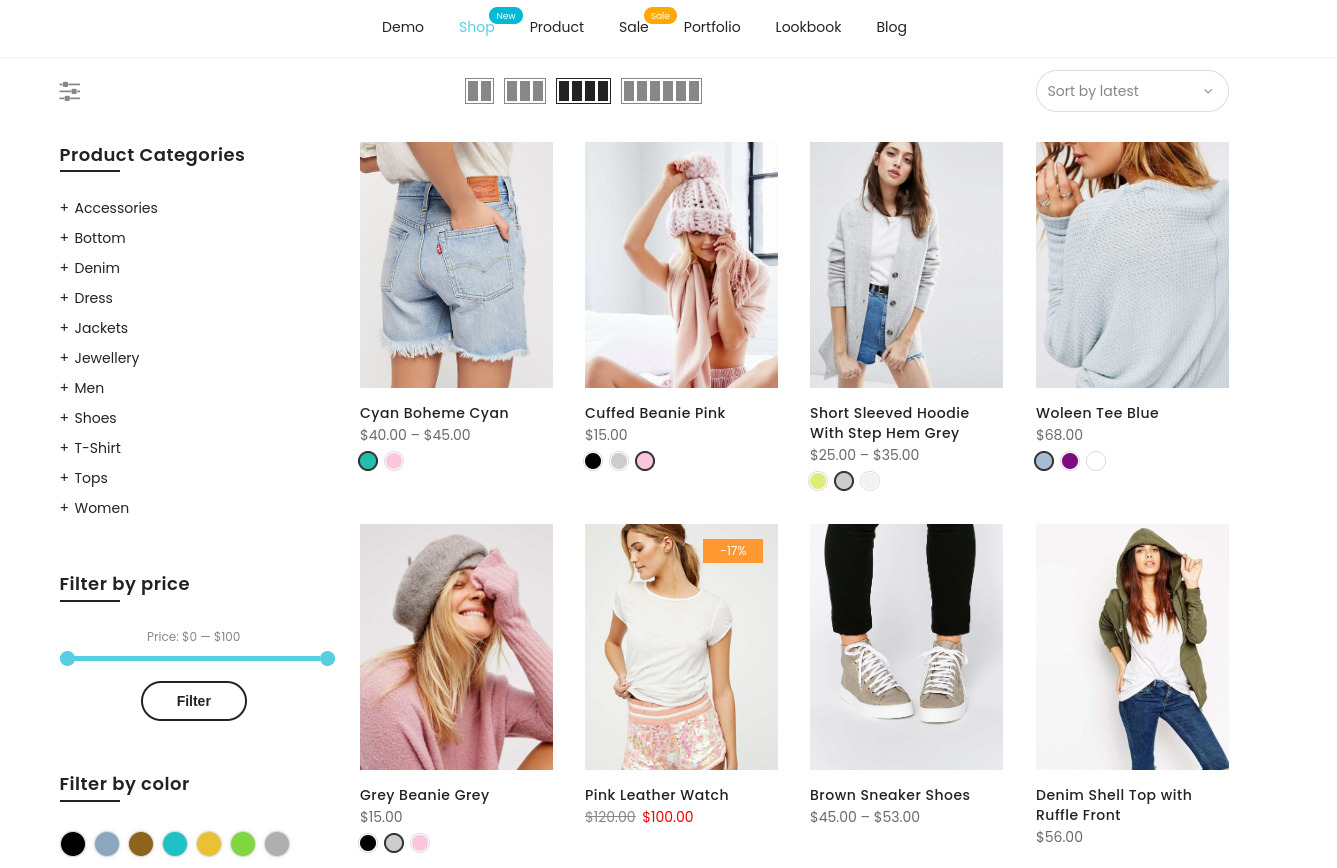 New
Sale
Demo
Shop
Product
Sale
Portfolio
Lookbook
Blog
Sort by latest
Product Categories
+ Accessories
+ Bottom
+ Denim
+ Dress
+ Jackets
+ Jewellery
+ Men
+ Shoes
+ T-Shirt
+ Tops
+ Women
Filter by price
Price: $0 — $100
Filter
Filter by color
Cyan Boheme Cyan
$40.00 – $45.00
Cuffed Beanie Pink
$15.00
Short Sleeved Hoodie
With Step Hem Grey
$25.00 – $35.00
Woleen Tee Blue
$68.00
Grey Beanie Grey
$15.00
-17%
Pink Leather Watch
$120.00 $100.00
Brown Sneaker Shoes
$45.00 – $53.00
Denim Shell Top with
Ruffle Front
$56.00